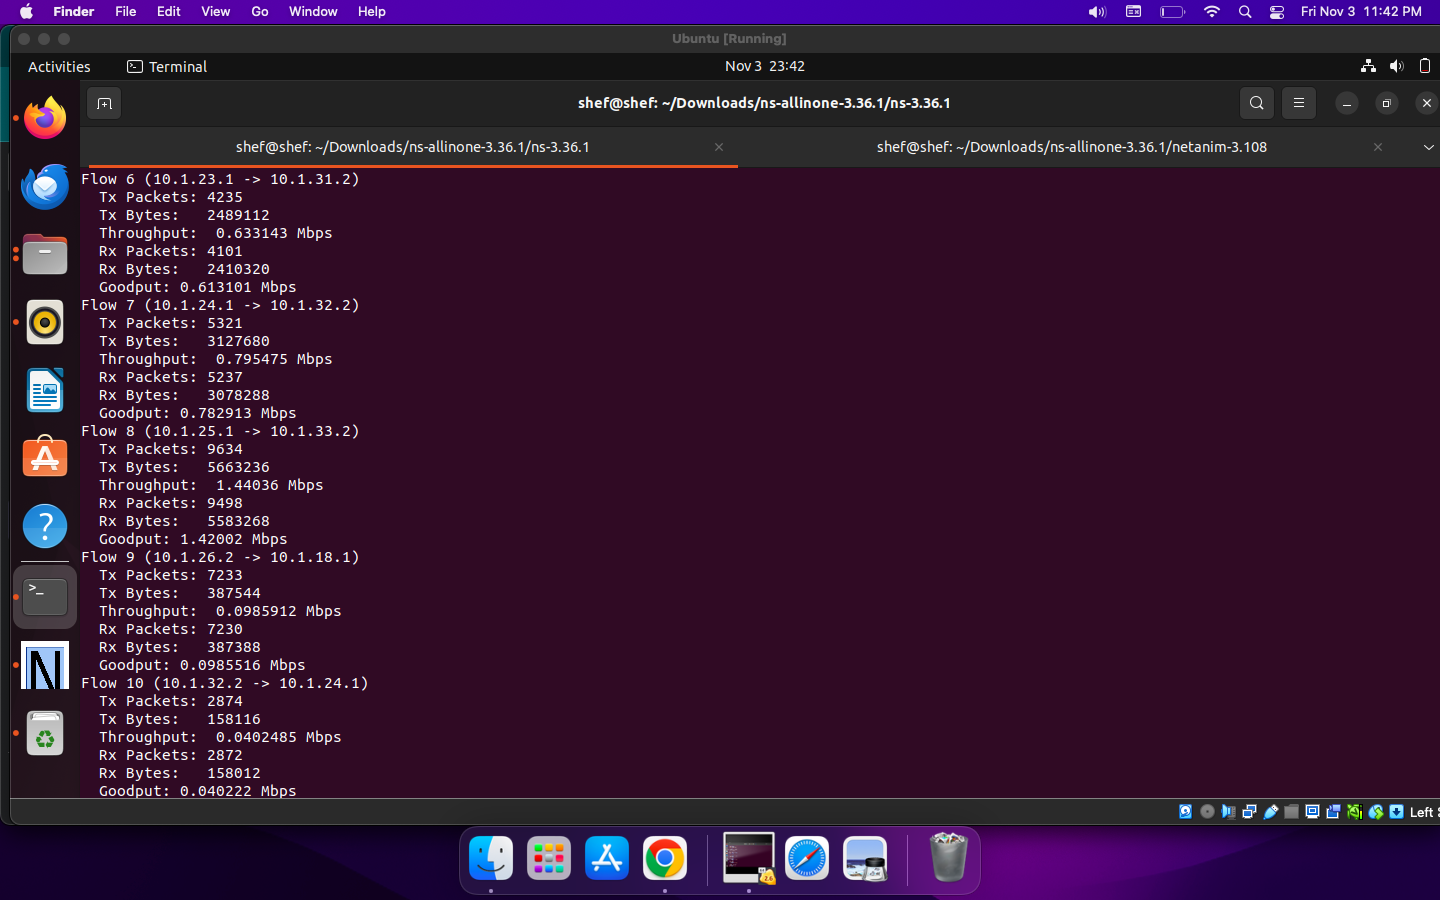 Finder File Edit View Go Window Help Fri Nov 3 11:42 PM
Ubuntu [Running]
Activities Terminal Nov 3 23:42
shef@shef: ~/Downloads/ns-allinone-3.36.1/ns-3.36.1
shef@shef: ~/Downloads/ns-allinone-3.36.1/ns-3.36.1 shef@shef: ~/Downloads/ns-allinone-3.36.1/netanim-3.108
Flow 6 (10.1.23.1 -> 10.1.31.2)
Tx Packets: 4235
Tx Bytes: 2489112
Throughput: 0.633143 Mbps
Rx Packets: 4101
Rx Bytes: 2410320
Goodput: 0.613101 Mbps
Flow 7 (10.1.24.1 -> 10.1.32.2)
Tx Packets: 5321
Tx Bytes: 3127680
Throughput: 0.795475 Mbps
Rx Packets: 5237
Rx Bytes: 3078288
Goodput: 0.782913 Mbps
Flow 8 (10.1.25.1 -> 10.1.33.2)
Tx Packets: 9634
Tx Bytes: 5663236
Throughput: 1.44036 Mbps
Rx Packets: 9498
Rx Bytes: 5583268
Goodput: 1.42002 Mbps
Flow 9 (10.1.26.2 -> 10.1.18.1)
Tx Packets: 7233
Tx Bytes: 387544
Throughput: 0.0985912 Mbps
Rx Packets: 7230
Rx Bytes: 387388
Goodput: 0.0985516 Mbps
Flow 10 (10.1.32.2 -> 10.1.24.1)
Tx Packets: 2874
Tx Bytes: 158116
Throughput: 0.0402485 Mbps
Rx Packets: 2872
Rx Bytes: 158012
Goodput: 0.040222 Mbps
Left